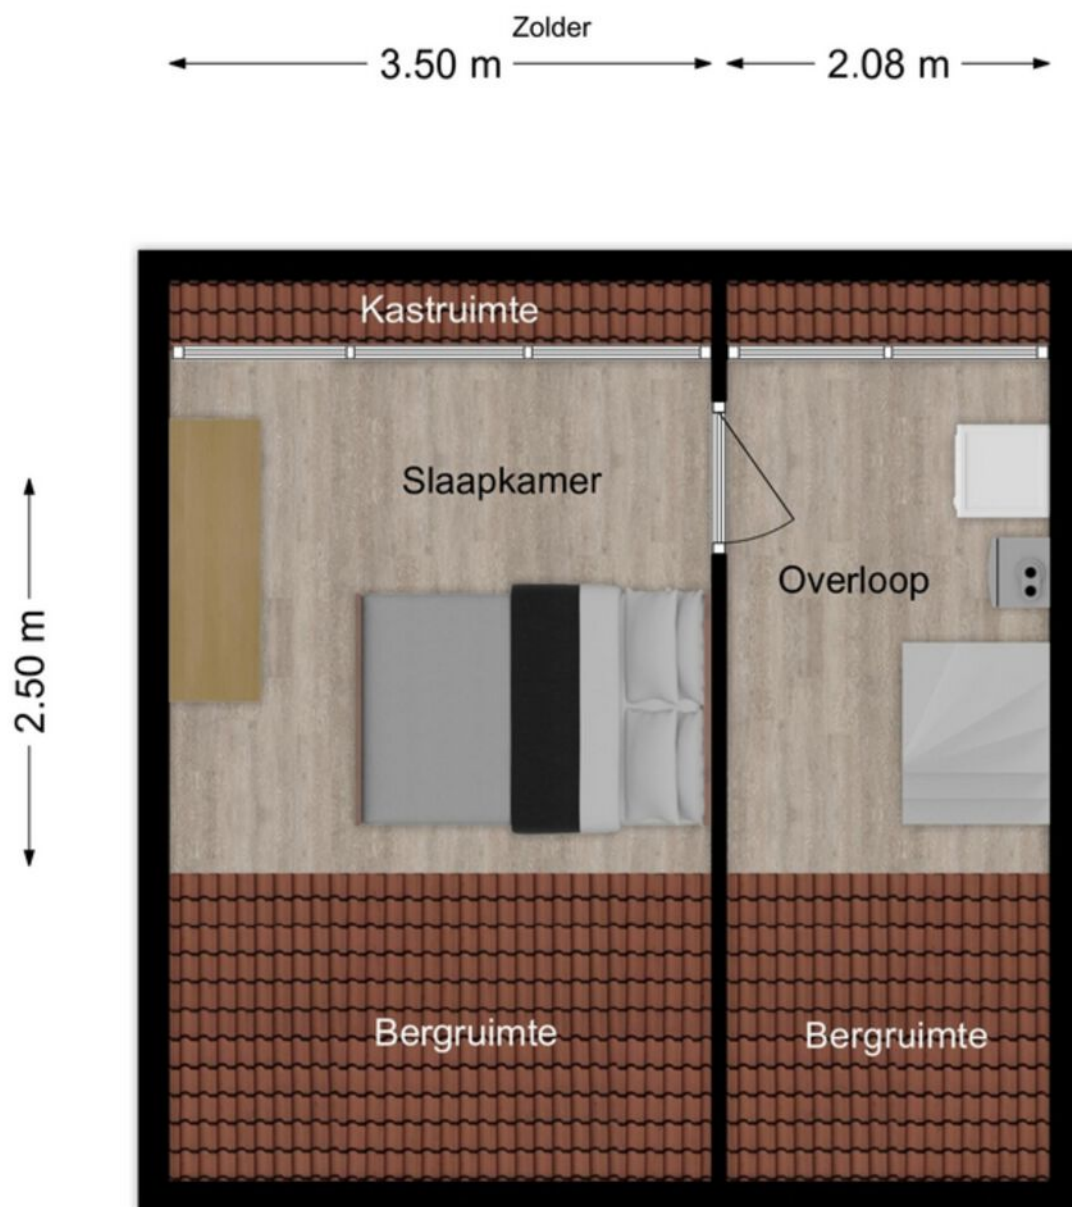 Zolder
3.50 m
2.08 m
Kastruimte
Slaapkamer
Overloop
2.50 m
Bergruimte
Bergruimte